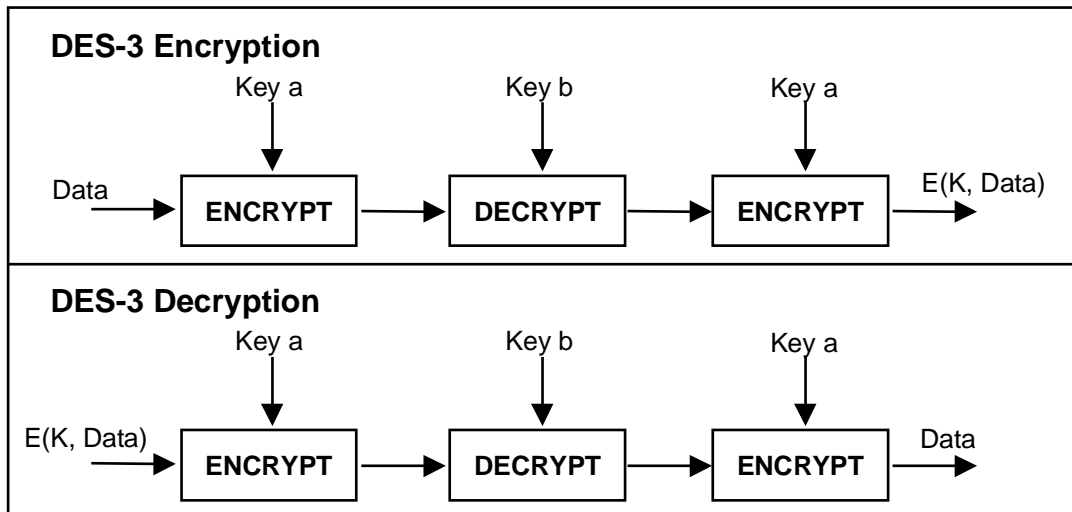 DES-3 Encryption
Key a Key b Key a
Data ENCRYPT DECRYPT ENCRYPT E(K, Data)
DES-3 Decryption
Key a Key b Key a
E(K, Data) ENCRYPT DECRYPT ENCRYPT Data